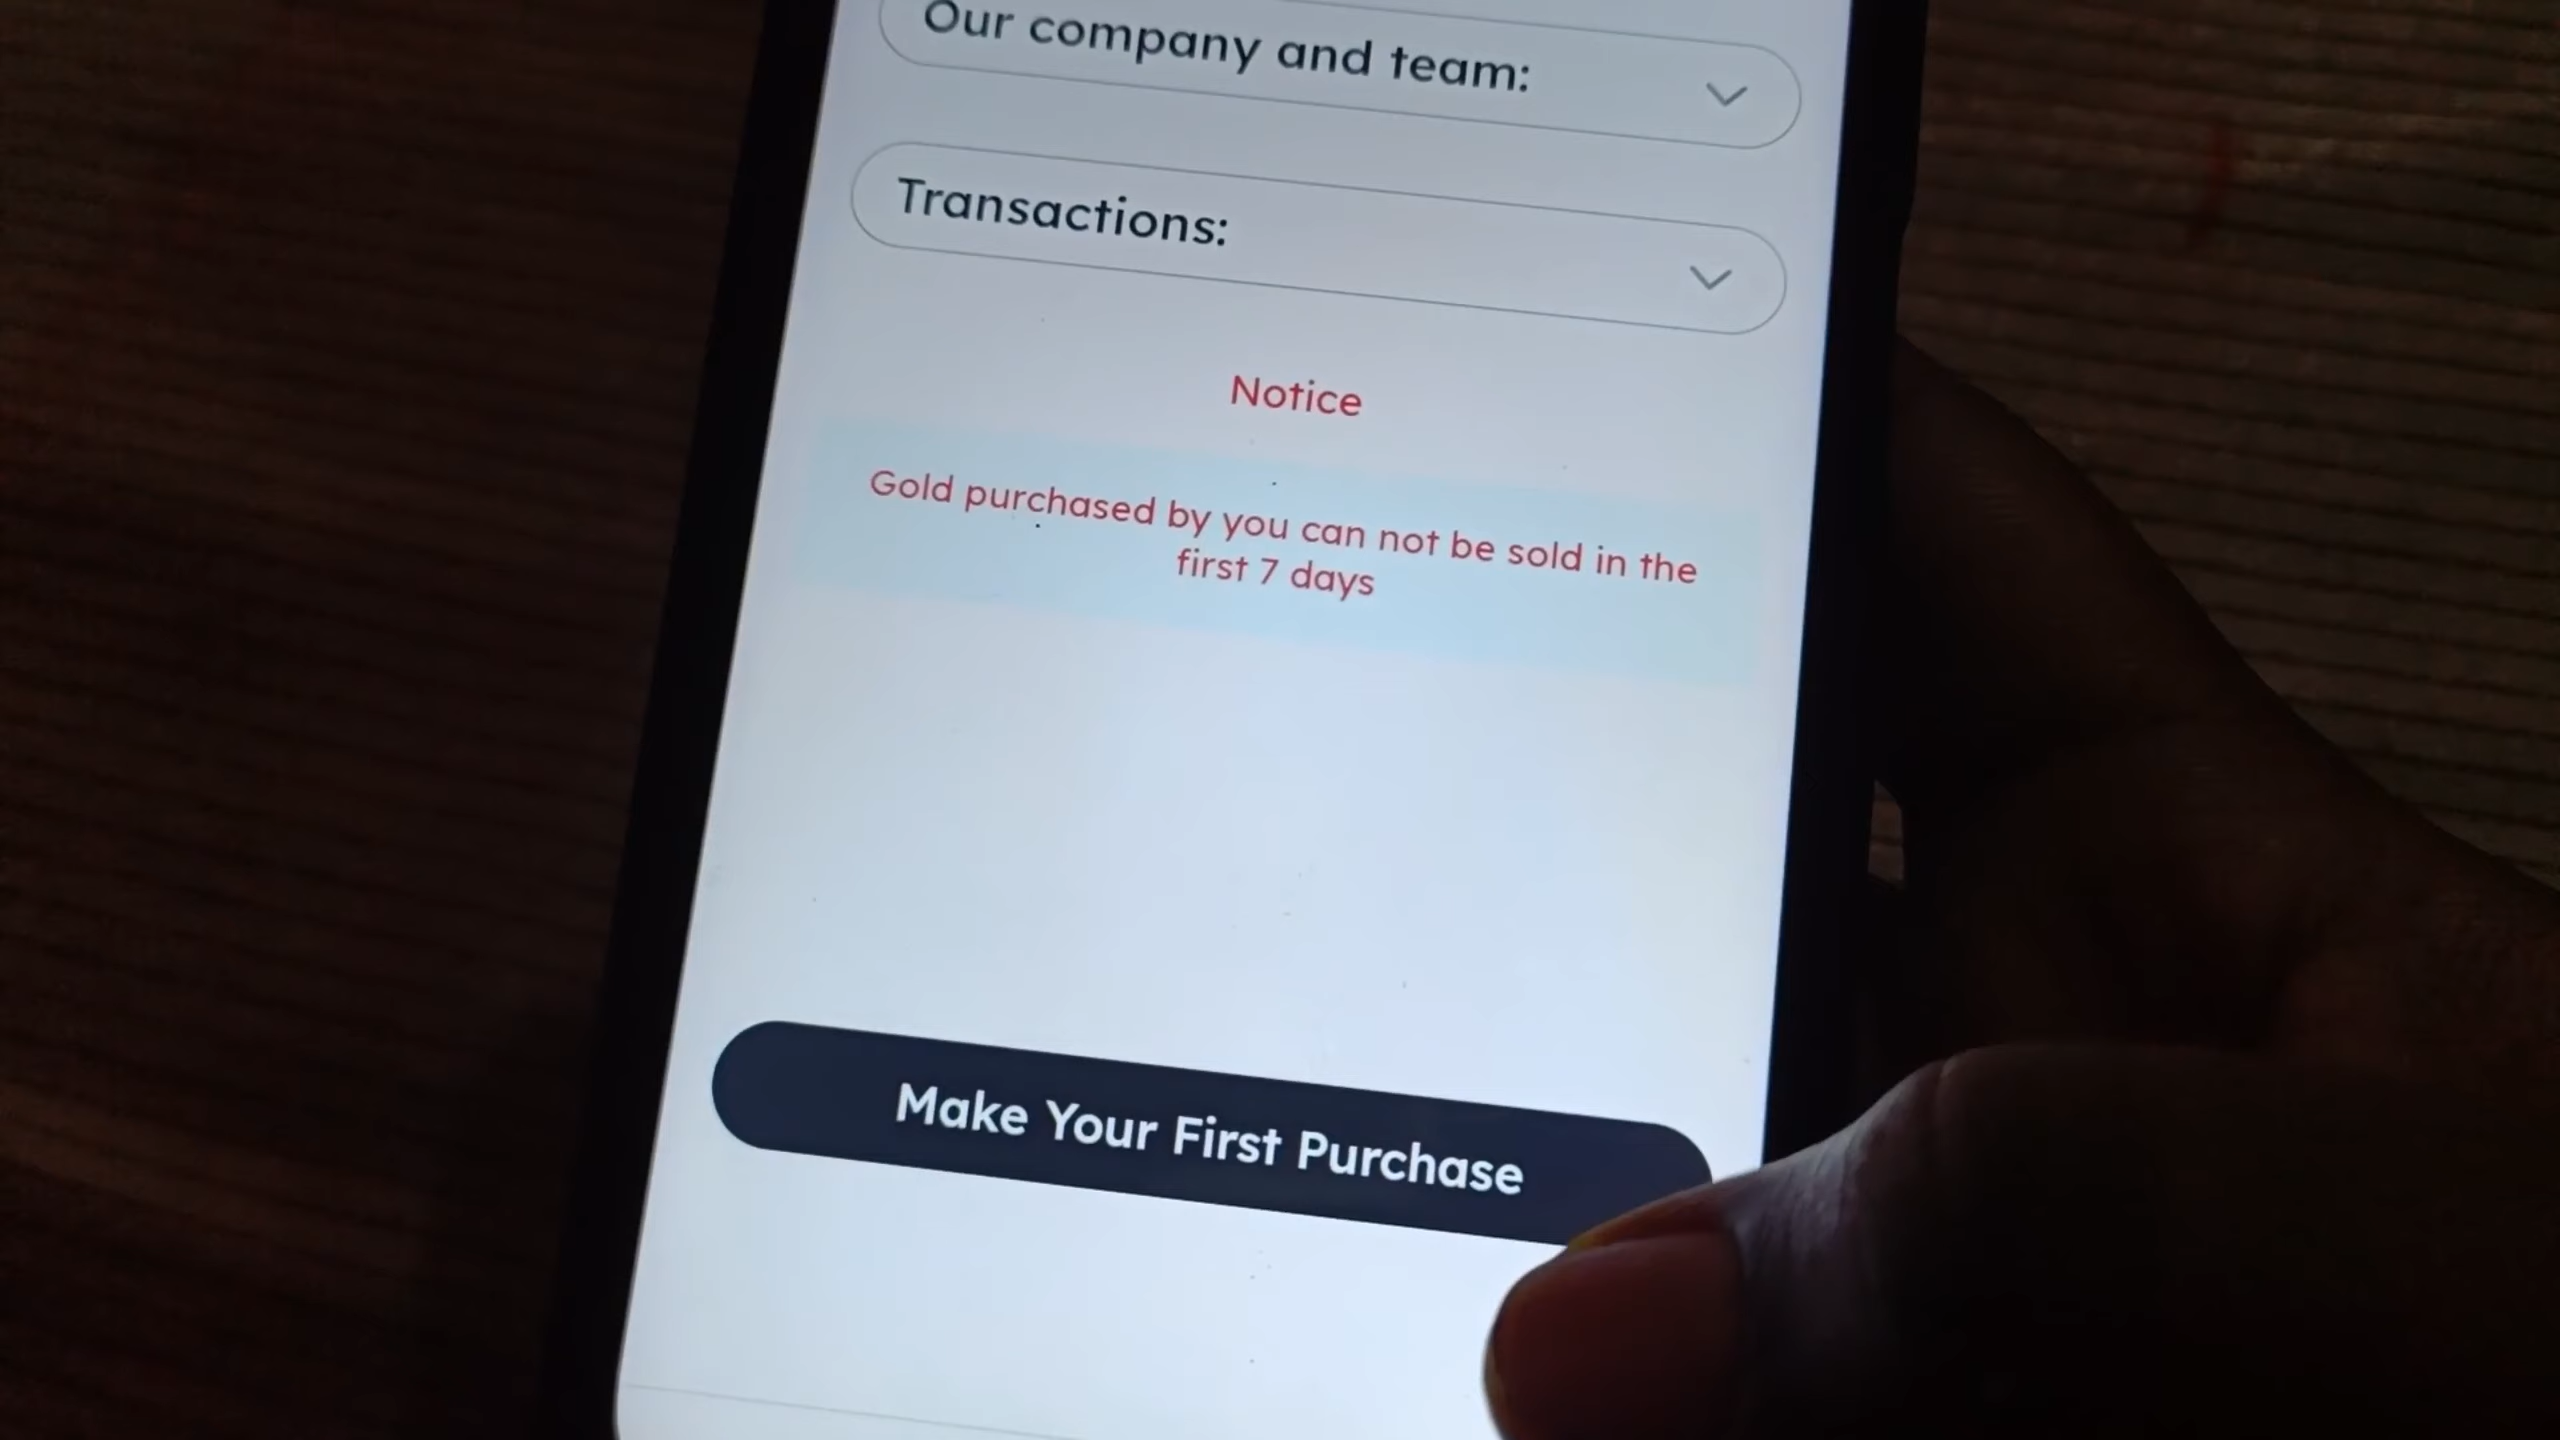 Our company and team:
Transactions:
Notice
Gold purchased by you can not be sold in the
first 7 days
Make Your First Purchase